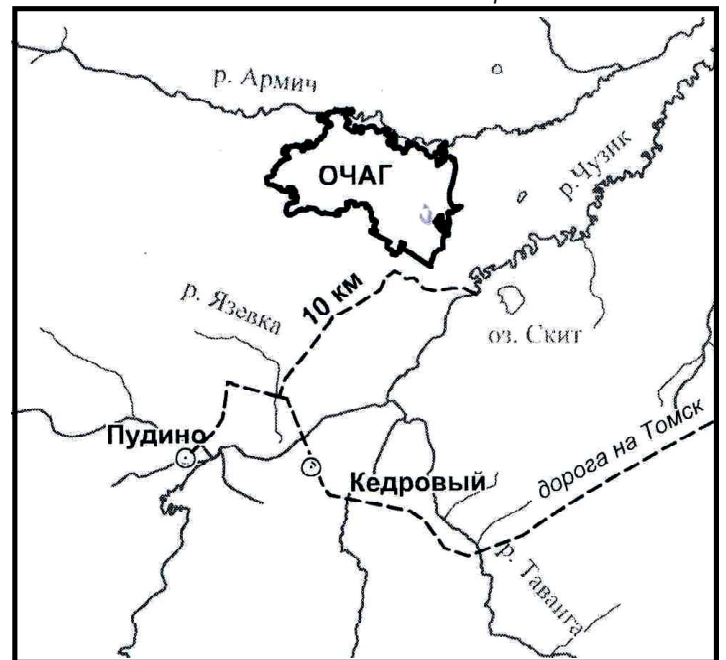 р. Армич
ОЧАГ
р. Чузик
10 км
р. Язевка
оз. Скит
Пудино
Кедровый
дорога на Томск
р. Таванга